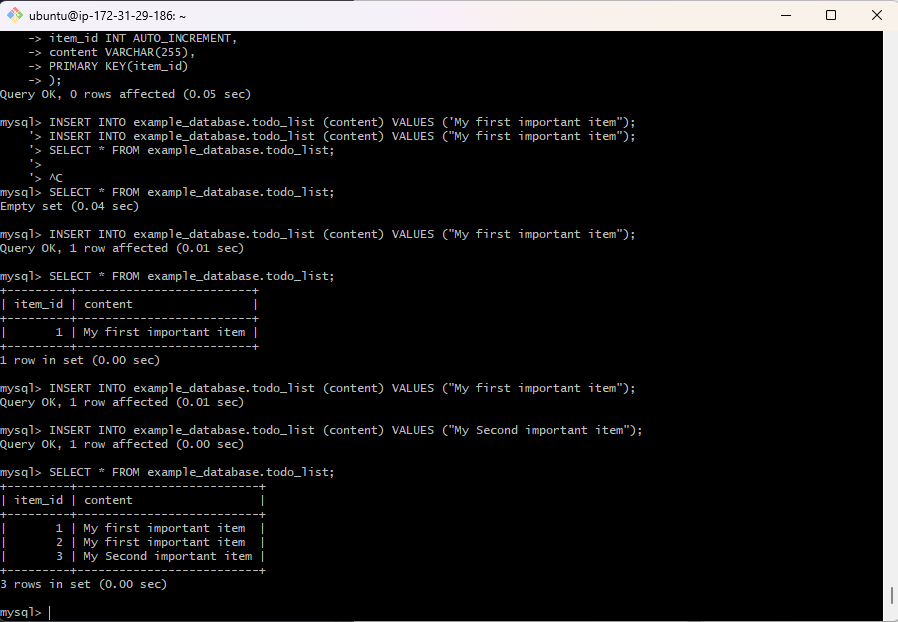 ubuntu@ip-172-31-29-186: ~
    -> item_id INT AUTO_INCREMENT,
    -> content VARCHAR(255),
    -> PRIMARY KEY(item_id)
    -> );
Query OK, 0 rows affected (0.05 sec)
mysql> INSERT INTO example_database.todo_list (content) VALUES ('My first important item");
    '> INSERT INTO example_database.todo_list (content) VALUES ("My first important item");
    '> SELECT * FROM example_database.todo_list;
    '>
    '> ^C
mysql> SELECT * FROM example_database.todo_list;
Empty set (0.04 sec)
mysql> INSERT INTO example_database.todo_list (content) VALUES ("My first important item");
Query OK, 1 row affected (0.01 sec)
mysql> SELECT * FROM example_database.todo_list;
+---------+-------------------------+
| item_id | content                 |
+---------+-------------------------+
|       1 | My first important item |
+---------+-------------------------+
1 row in set (0.00 sec)
mysql> INSERT INTO example_database.todo_list (content) VALUES ("My first important item");
Query OK, 1 row affected (0.01 sec)
mysql> INSERT INTO example_database.todo_list (content) VALUES ("My Second important item");
Query OK, 1 row affected (0.00 sec)
mysql> SELECT * FROM example_database.todo_list;
+---------+--------------------------+
| item_id | content                  |
+---------+--------------------------+
|       1 | My first important item  |
|       2 | My first important item  |
|       3 | My Second important item |
+---------+--------------------------+
3 rows in set (0.00 sec)
mysql>